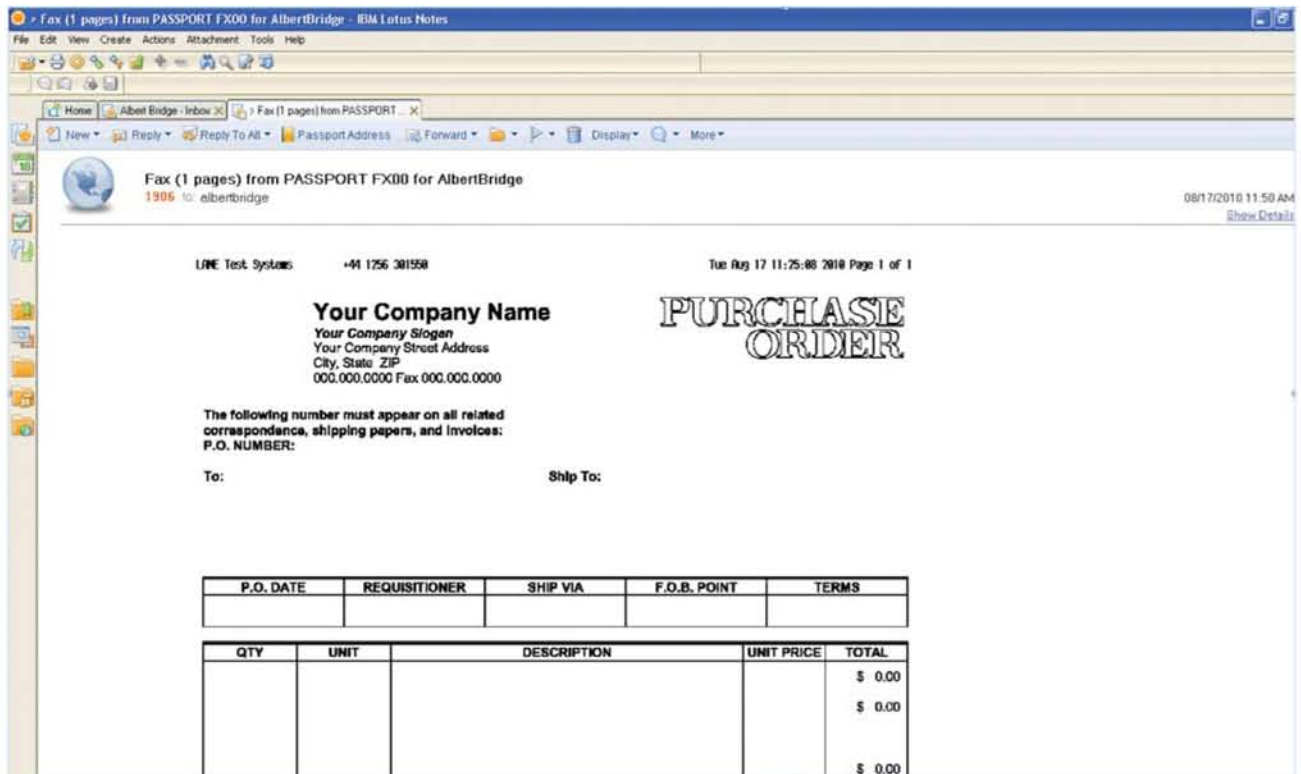 Fax (1 pages) from PASSPORT FX00 for AlbertBridge - IBM Lotus Notes
File Edit View Create Actions Attachment Tools Help
Home Albert Bridge - Inbox Fax (1 pages) from PASSPORT ...
New Reply Reply To All Passport Address Forward Display More
Fax (1 pages) from PASSPORT FX00 for AlbertBridge
1906 to: albertbridge
08/17/2010 11:50 AM
Show Details
LANE Test Systems +44 1256 301550 Tue Aug 17 11:25:08 2010 Page 1 of 1
Your Company Name
Your Company Slogan
Your Company Street Address
City, State ZIP
000.000.0000 Fax 000.000.0000
PURCHASE
ORDER
The following number must appear on all related
correspondence, shipping papers, and invoices:
P.O. NUMBER:
To: Ship To:
P.O. DATE REQUISITIONER SHIP VIA F.O.B. POINT TERMS
QTY UNIT DESCRIPTION UNIT PRICE TOTAL
$ 0.00
$ 0.00
$ 0.00